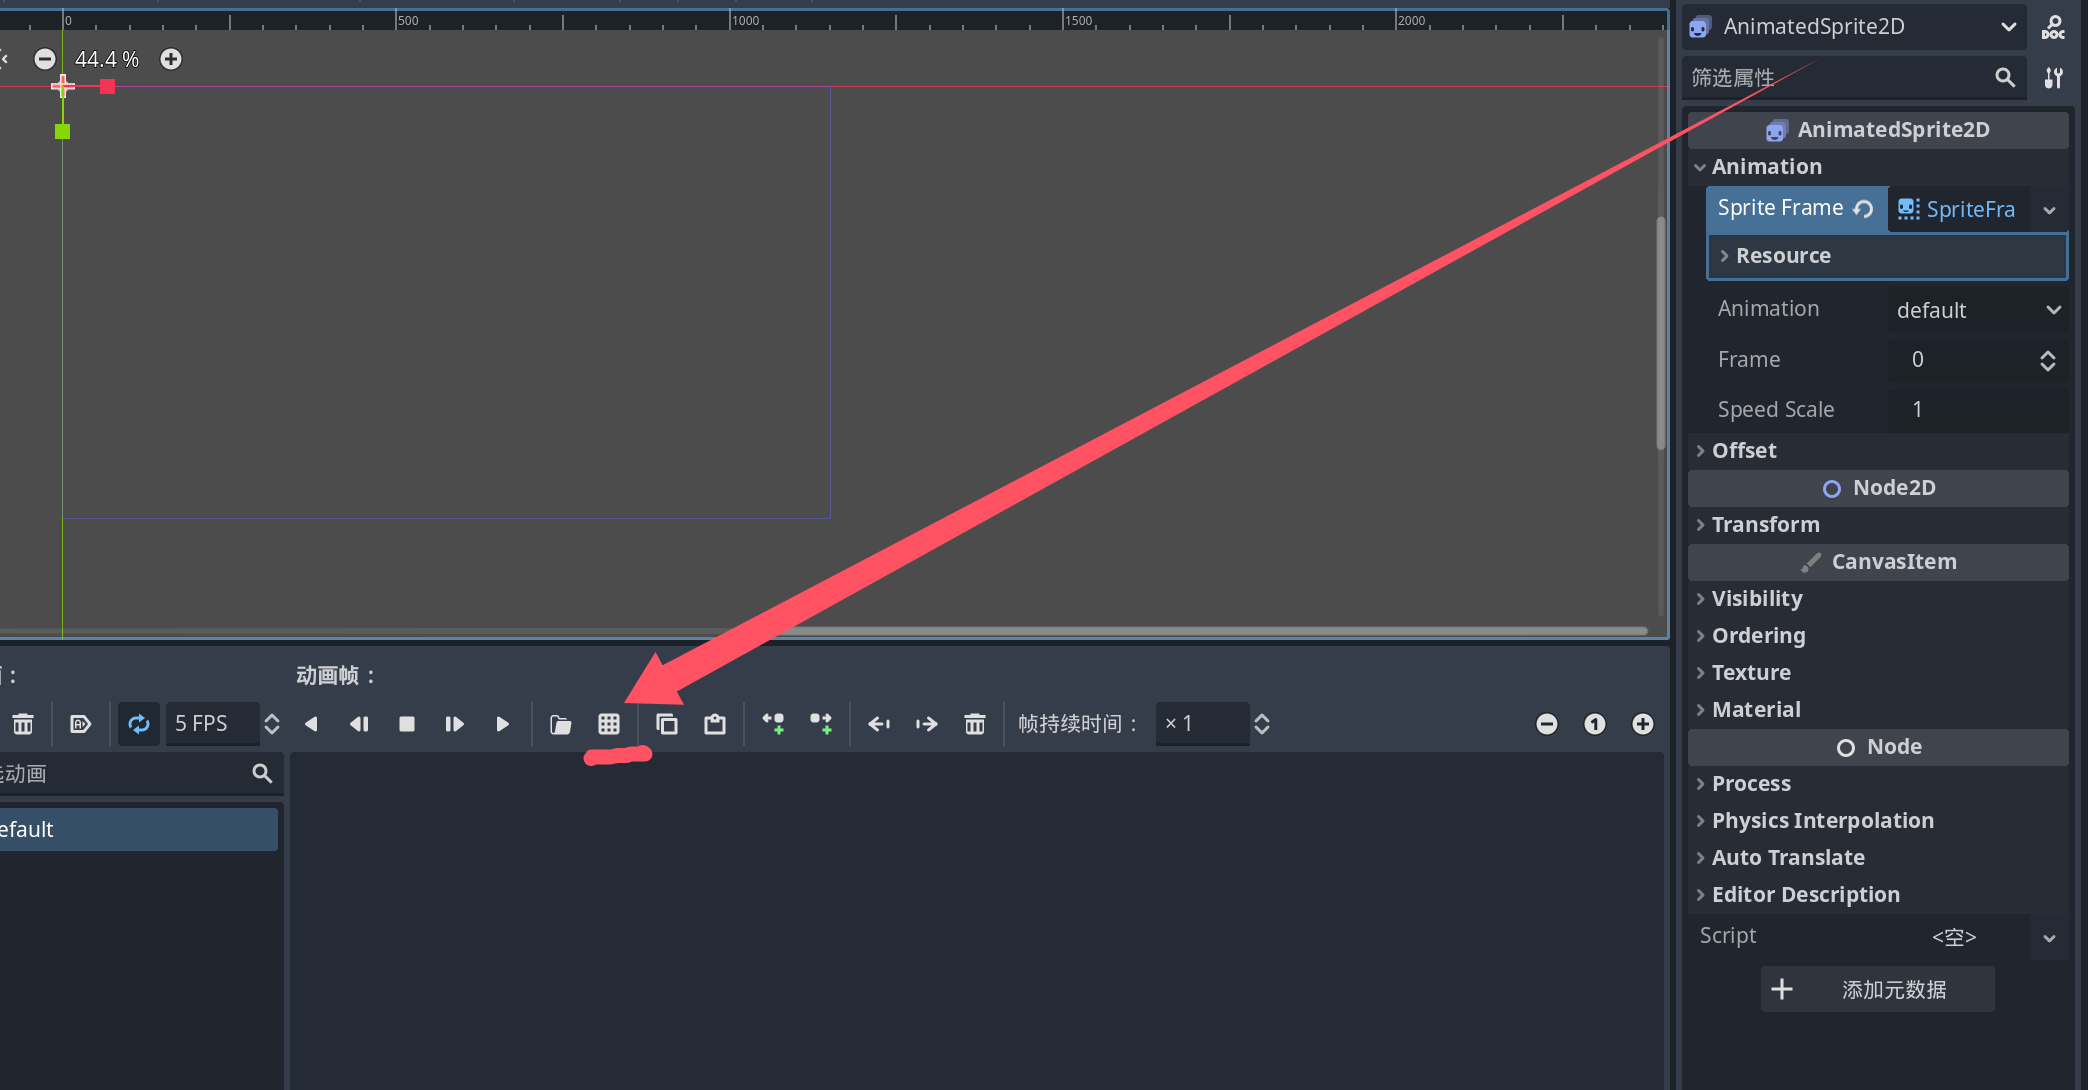 0
500
1000
1500
2000
44.4 %
AnimatedSprite2D
DOC
筛选属性
AnimatedSprite2D
Animation
Sprite Frame
SpriteFra
Resource
Animation
default
Frame
0
Speed Scale
1
Offset
Node2D
Transform
CanvasItem
Visibility
Ordering
Texture
Material
Node
Process
Physics Interpolation
Auto Translate
Editor Description
Script
<空>
添加元数据
：
动画帧：
A
5 FPS
帧持续时间：
× 1
1
动画
efault